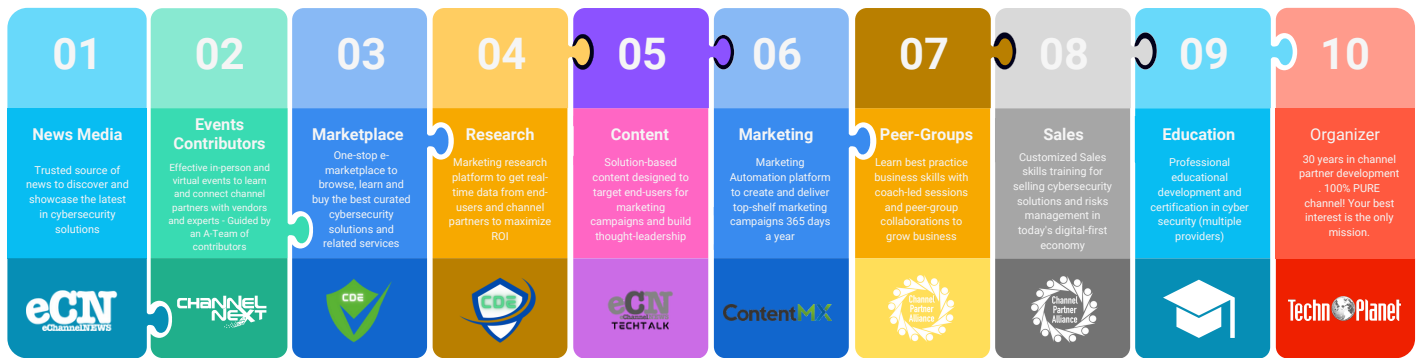 01
News Media
Trusted source of
news to discover and
showcase the latest
in cybersecurity
solutions
eCN
eChannelNEWS
02
Events
Contributors
Effective in-person and
virtual events to learn
and connect channel
partners with vendors
and experts - Guided by
an A-Team of
contributors
CHANNEL
NEXT
03
Marketplace
One-stop e-
marketplace to
browse, learn and
buy the best curated
cybersecurity
solutions and
related services
CDE
04
Research
Marketing research
platform to get real-
time data from end-
users and channel
partners to maximize
ROI
CDE
05
Content
Solution-based
content designed to
target end-users for
marketing
campaigns and build
thought-leadership
eCN
eChannelNEWS
TECHTALK
06
Marketing
Marketing
Automation platform
to create and deliver
top-shelf marketing
campaigns 365 days
a year
ContentMX
07
Peer-Groups
Learn best practice
business skills with
coach-led sessions
and peer-group
collaborations to
grow business
Channel
Partner
Alliance
08
Sales
Customized Sales
skills training for
selling cybersecurity
solutions and risks
management in
today's digital-first
economy
Channel
Partner
Alliance
09
Education
Professional
educational
development and
certification in cyber
security (multiple
providers)
10
Organizer
30 years in channel
partner development
. 100% PURE
channel! Your best
interest is the only
mission.
TechnoPlanet